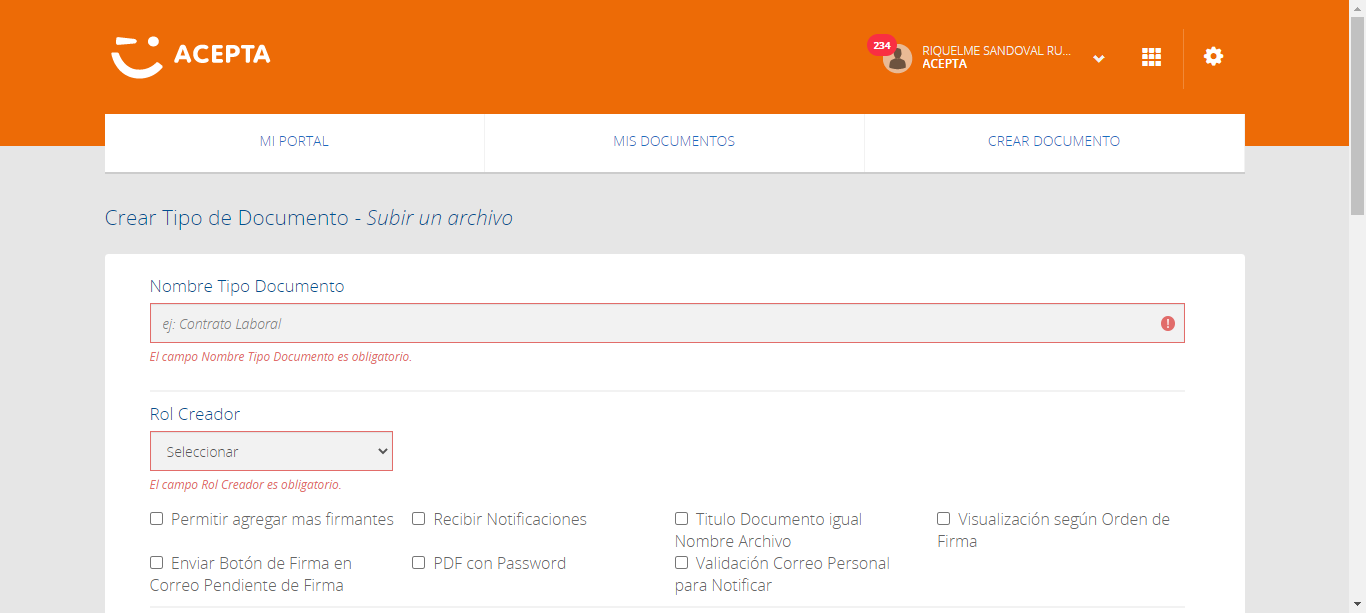 ACEPTA
234
RIQUELME SANDOVAL RU...
ACEPTA
MI PORTAL
MIS DOCUMENTOS
CREAR DOCUMENTO
Crear Tipo de Documento - Subir un archivo
Nombre Tipo Documento
ej: Contrato Laboral
El campo Nombre Tipo Documento es obligatorio.
Rol Creador
Seleccionar
El campo Rol Creador es obligatorio.
Permitir agregar mas firmantes
Recibir Notificaciones
Titulo Documento igual
Nombre Archivo
Visualización según Orden de
Firma
Enviar Botón de Firma en
Correo Pendiente de Firma
PDF con Password
Validación Correo Personal
para Notificar